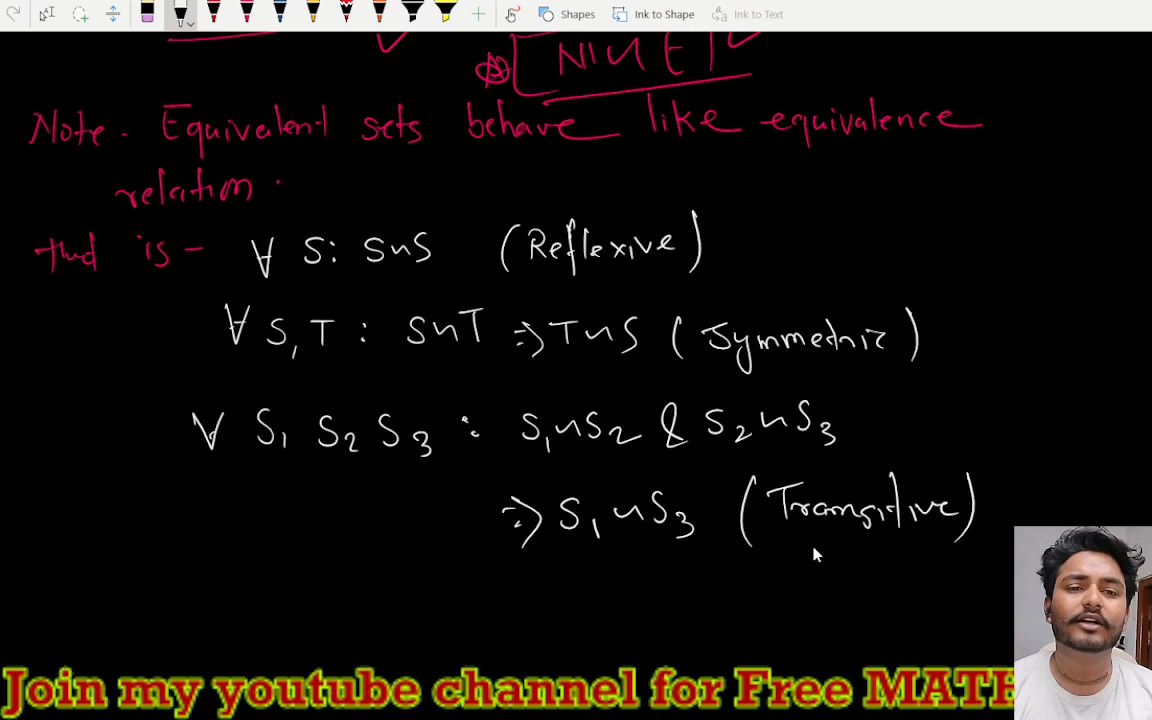 Shapes Ink to Shape Ink to Text
[N ~ E]
Note. Equivalent sets behave like equivalence
relation.
that is - ∀ S: S~S (Reflexive)
∀ S,T : S~T ⇒ T~S (Symmetric)
∀ S₁ S₂ S₃ : S₁~S₂ & S₂~S₃
⇒ S₁~S₃ (Transitive)
Join my youtube channel for Free MATH